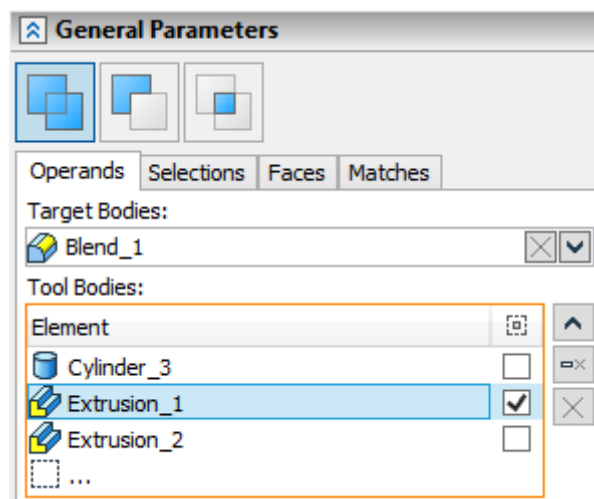 General Parameters
Operands Selections Faces Matches
Target Bodies:
Blend_1
Tool Bodies:
Element
Cylinder_3
Extrusion_1
Extrusion_2
...